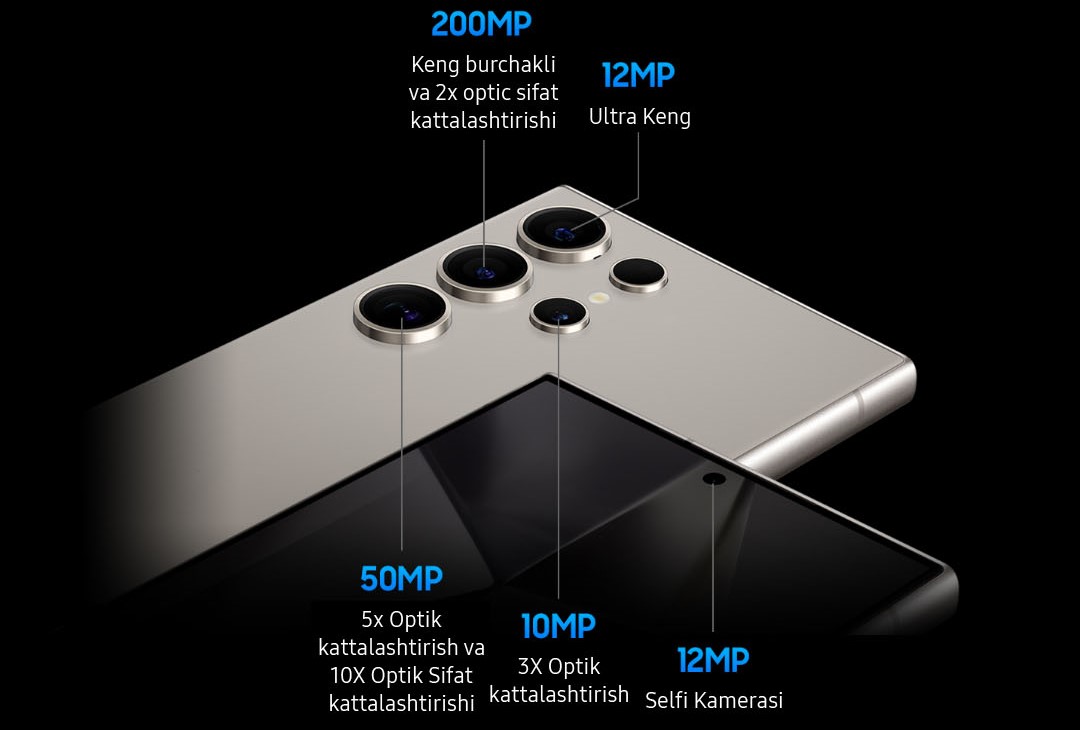 200MP
Keng burchakli
va 2x optic sifat
kattalashtirishi
12MP
Ultra Keng
50MP
5x Optik
kattalashtirish va
10X Optik Sifat
kattalashtirishi
10MP
3X Optik
kattalashtirish
12MP
Selfi Kamerasi